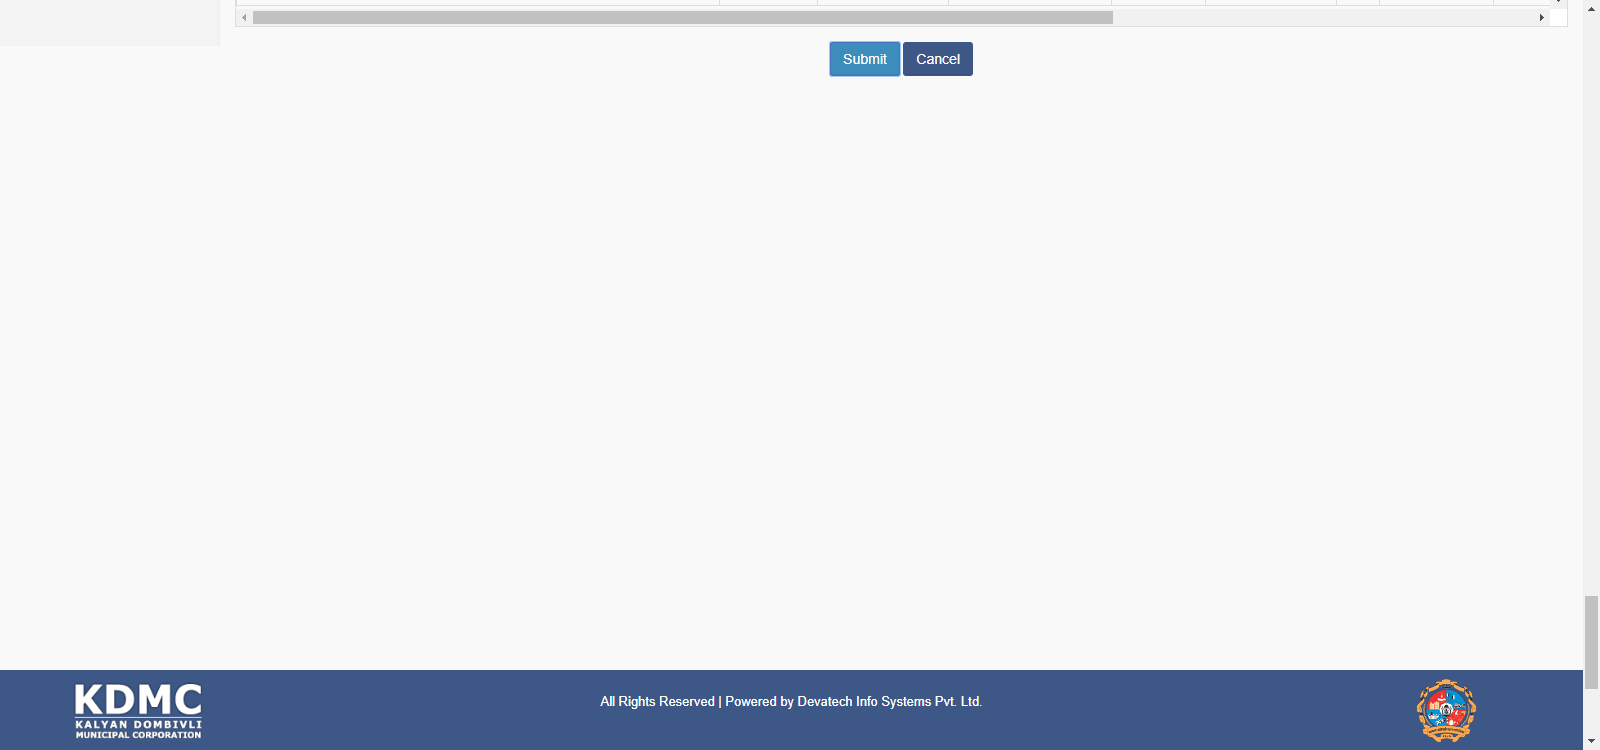 Submit Cancel
KDMC
KALYAN DOMBIVLI
MUNICIPAL CORPORATION
All Rights Reserved | Powered by Devatech Info Systems Pvt. Ltd.